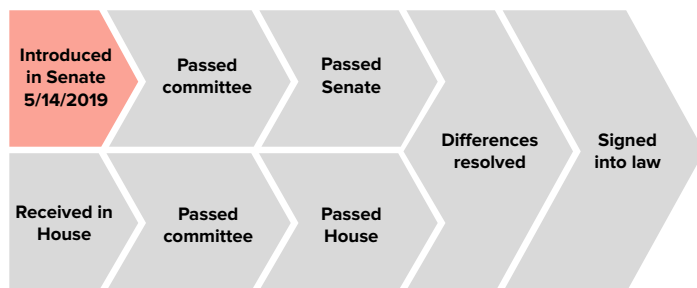 Introduced
in Senate
5/14/2019
Passed
committee
Passed
Senate
Differences
resolved
Signed
into law
Received in
House
Passed
committee
Passed
House